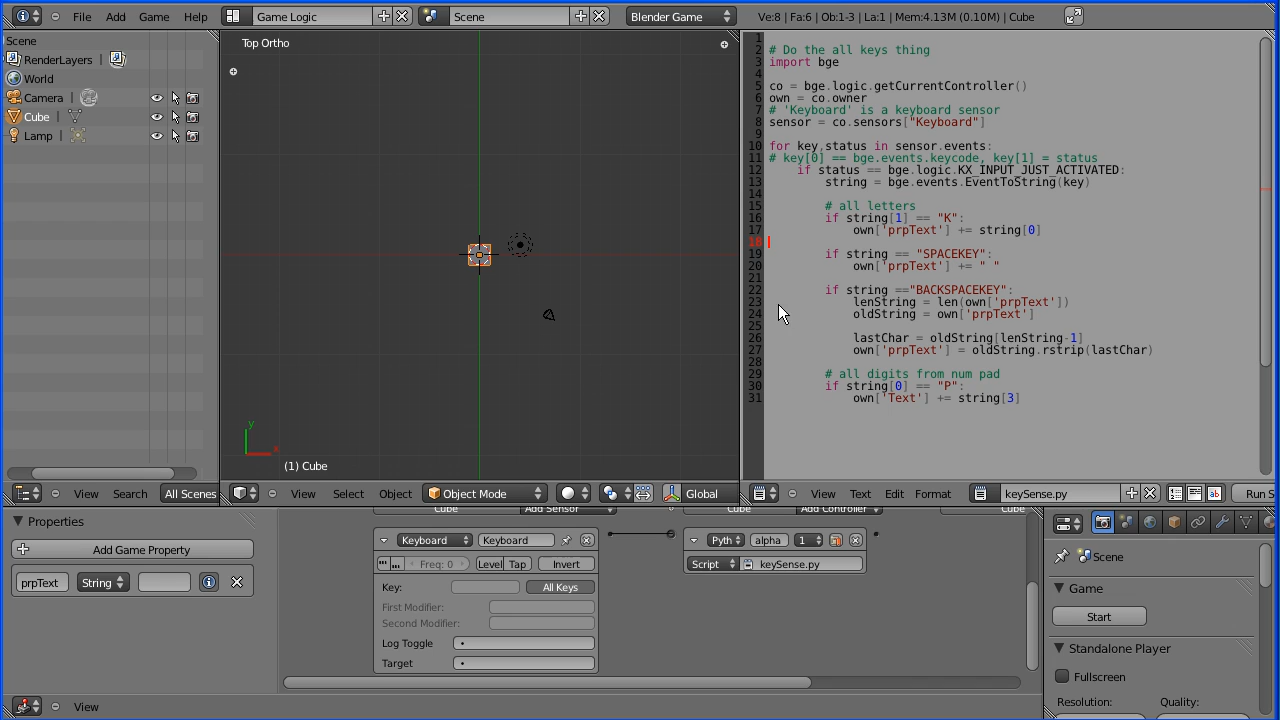 File Add Game Help Game Logic Scene Blender Game Ve:8 | Fa:6 | Ob:1-3 | La:1 | Mem:4.13M (0.10M) | Cube
Scene
RenderLayers
World
Camera
Cube
Lamp
View Search All Scenes
Top Ortho
y
x
(1) Cube
View Select Object Object Mode Global
1
2 # Do the all keys thing
3 import bge
4
5 co = bge.logic.getCurrentController()
6 own = co.owner
7 # 'Keyboard' is a keyboard sensor
8 sensor = co.sensors["Keyboard"]
9
10 for key,status in sensor.events:
11 # key[0] == bge.events.keycode, key[1] = status
12 if status == bge.logic.KX_INPUT_JUST_ACTIVATED:
13 string = bge.events.EventToString(key)
14
15 # all letters
16 if string[1] == "K":
17 own['prpText'] += string[0]
18
19 if string == "SPACEKEY":
20 own['prpText'] += " "
21
22 if string =="BACKSPACEKEY":
23 lenString = len(own['prpText'])
24 oldString = own['prpText']
25
26 lastChar = oldString[lenString-1]
27 own['prpText'] = oldString.rstrip(lastChar)
28
29 # all digits from num pad
30 if string[0] == "P":
31 own['Text'] += string[3]
View Text Edit Format keySense.py Run S
Properties
Add Game Property
prpText String
Cube Add Sensor Cube Add Controller Cube
Keyboard Keyboard
Freq: 0 Level Tap Invert
Key: All Keys
First Modifier:
Second Modifier:
Log Toggle
Target
Pyth alpha 1
Script keySense.py
Scene
Game
Start
Standalone Player
Fullscreen
Resolution: Quality:
View